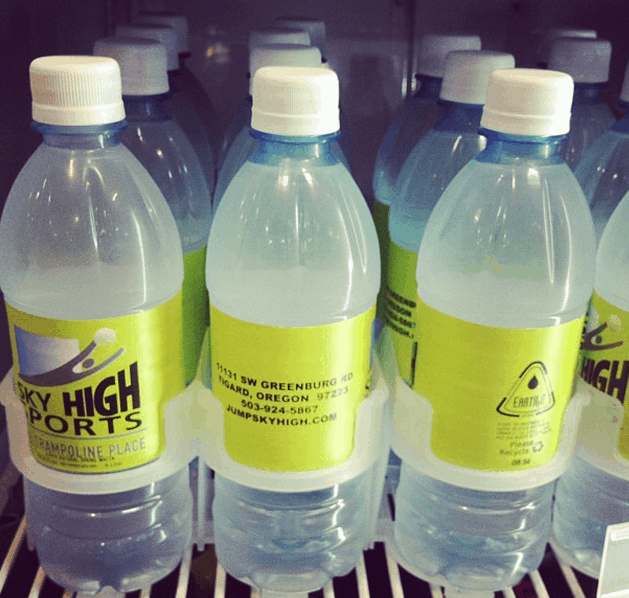 SKY HIGH
SPORTS
TRAMPOLINE PLACE
11131 SW GREENBURG RD
TIGARD, OREGON 97223
503-924-5867
JUMPSKYHIGH.COM
EARTH2O
Please
Recycle
HIGH